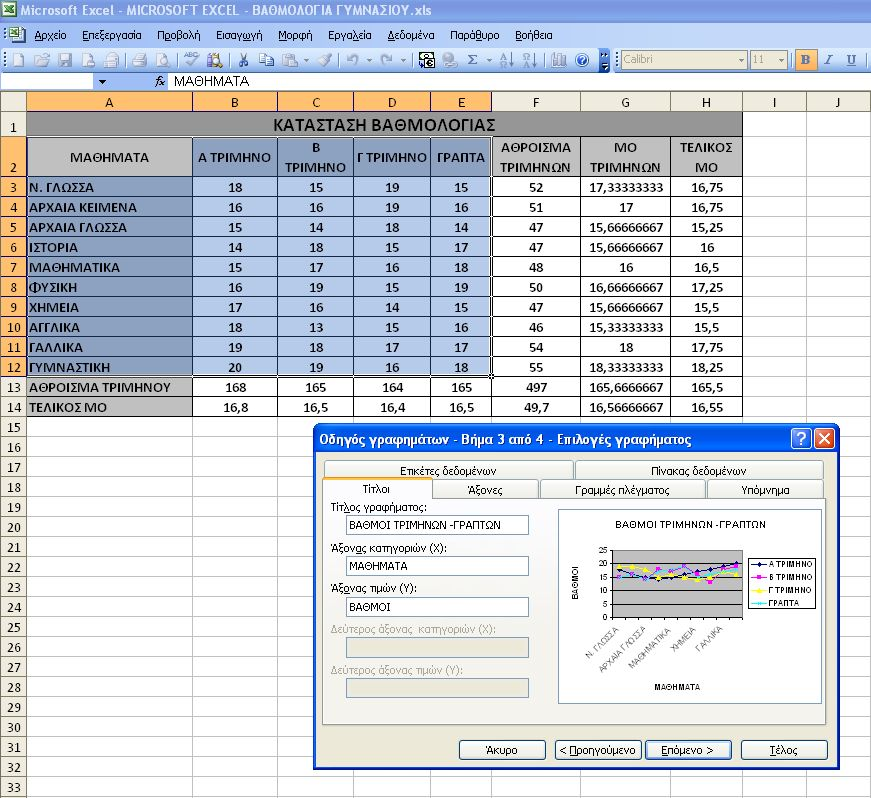 Microsoft Excel - MICROSOFT EXCEL - ΒΑΘΜΟΛΟΓΙΑ ΓΥΜΝΑΣΙΟΥ.xls
Αρχείο Επεξεργασία Προβολή Εισαγωγή Μορφή Εργαλεία Δεδομένα Παράθυρο Βοήθεια
Calibri 11 B I U
fx ΜΑΘΗΜΑΤΑ
A B C D E F G H I J
1 ΚΑΤΑΣΤΑΣΗ ΒΑΘΜΟΛΟΓΙΑΣ
2 ΜΑΘΗΜΑΤΑ Α ΤΡΙΜΗΝΟ Β ΤΡΙΜΗΝΟ Γ ΤΡΙΜΗΝΟ ΓΡΑΠΤΑ ΑΘΡΟΙΣΜΑ ΤΡΙΜΗΝΩΝ ΜΟ ΤΡΙΜΗΝΩΝ ΤΕΛΙΚΟΣ ΜΟ
3 Ν. ΓΛΩΣΣΑ 18 15 19 15 52 17,33333333 16,75
4 ΑΡΧΑΙΑ ΚΕΙΜΕΝΑ 16 16 19 16 51 17 16,75
5 ΑΡΧΑΙΑ ΓΛΩΣΣΑ 15 14 18 14 47 15,66666667 15,25
6 ΙΣΤΟΡΙΑ 14 18 15 17 47 15,66666667 16
7 ΜΑΘΗΜΑΤΙΚΑ 15 17 16 18 48 16 16,5
8 ΦΥΣΙΚΗ 16 19 15 19 50 16,66666667 17,25
9 ΧΗΜΕΙΑ 17 16 14 15 47 15,66666667 15,5
10 ΑΓΓΛΙΚΑ 18 13 15 16 46 15,33333333 15,5
11 ΓΑΛΛΙΚΑ 19 18 17 17 54 18 17,75
12 ΓΥΜΝΑΣΤΙΚΗ 20 19 16 18 55 18,33333333 18,25
13 ΑΘΡΟΙΣΜΑ ΤΡΙΜΗΝΟΥ 168 165 164 165 497 165,6666667 165,5
14 ΤΕΛΙΚΟΣ ΜΟ 16,8 16,5 16,4 16,5 49,7 16,56666667 16,55
15
16
17
18
19
20
21
22
23
24
25
26
27
28
29
30
31
32
33
Οδηγός γραφημάτων - Βήμα 3 από 4 - Επιλογές γραφήματος
Ετικέτες δεδομένων Πίνακας δεδομένων
Τίτλοι Άξονες Γραμμές πλέγματος Υπόμνημα
Τίτλος γραφήματος:
ΒΑΘΜΟΙ ΤΡΙΜΗΝΩΝ -ΓΡΑΠΤΩΝ
Άξονας κατηγοριών (X):
ΜΑΘΗΜΑΤΑ
Άξονας τιμών (Y):
ΒΑΘΜΟΙ
Δεύτερος άξονας κατηγοριών (X):
Δεύτερος άξονας τιμών (Y):
ΒΑΘΜΟΙ ΤΡΙΜΗΝΩΝ -ΓΡΑΠΤΩΝ
ΒΑΘΜΟΙ
25
20
15
10
5
0
Ν. ΓΛΩΣΣΑ
ΑΡΧΑΙΑ ΓΛΩΣΣΑ
ΜΑΘΗΜΑΤΙΚΑ
ΧΗΜΕΙΑ
ΓΑΛΛΙΚΑ
ΜΑΘΗΜΑΤΑ
Α ΤΡΙΜΗΝΟ
Β ΤΡΙΜΗΝΟ
Γ ΤΡΙΜΗΝΟ
ΓΡΑΠΤΑ
Άκυρο < Προηγούμενο Επόμενο > Τέλος